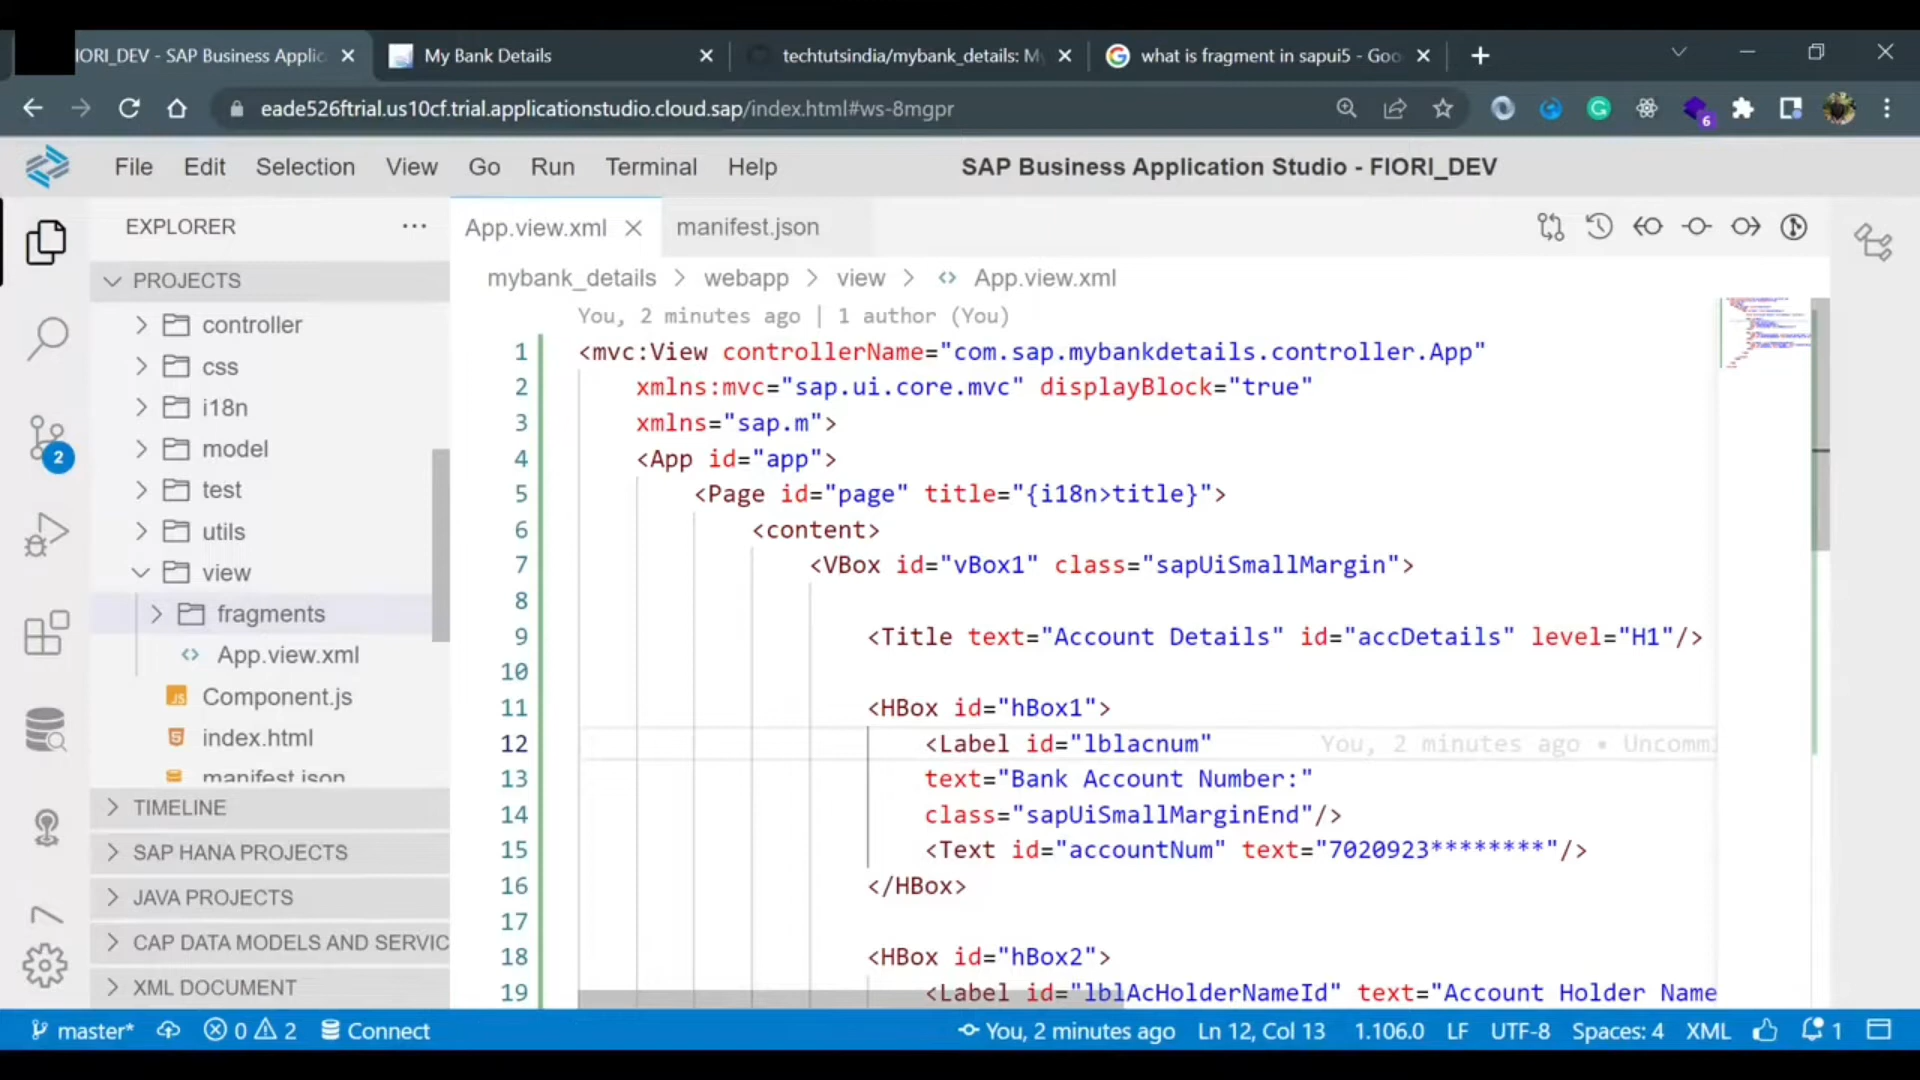 IORI_DEV - SAP Business Applic
My Bank Details
techtutsindia/mybank_details: M
what is fragment in sapui5 - Goo
eade526ftrial.us10cf.trial.applicationstudio.cloud.sap/index.html#ws-8mgpr
6
File Edit Selection View Go Run Terminal Help
SAP Business Application Studio - FIORI_DEV
EXPLORER
App.view.xml
manifest.json
PROJECTS
mybank_details > webapp > view > <> App.view.xml
controller
css
i18n
model
test
utils
view
fragments
<> App.view.xml
JS Component.js
5 index.html
manifest.json
TIMELINE
SAP HANA PROJECTS
JAVA PROJECTS
CAP DATA MODELS AND SERVIC
XML DOCUMENT
2
You, 2 minutes ago | 1 author (You)
1 <mvc:View controllerName="com.sap.mybankdetails.controller.App"
2 xmlns:mvc="sap.ui.core.mvc" displayBlock="true"
3 xmlns="sap.m">
4 <App id="app">
5 <Page id="page" title="{i18n>title}">
6 <content>
7 <VBox id="vBox1" class="sapUiSmallMargin">
8
9 <Title text="Account Details" id="accDetails" level="H1"/>
10
11 <HBox id="hBox1">
12 <Label id="lblacnum" You, 2 minutes ago • Uncommi
13 text="Bank Account Number:"
14 class="sapUiSmallMarginEnd"/>
15 <Text id="accountNum" text="7020923********"/>
16 </HBox>
17
18 <HBox id="hBox2">
19 <Label id="lblAcHolderNameId" text="Account Holder Name
master* 0 2 Connect
You, 2 minutes ago Ln 12, Col 13 1.106.0 LF UTF-8 Spaces: 4 XML 1